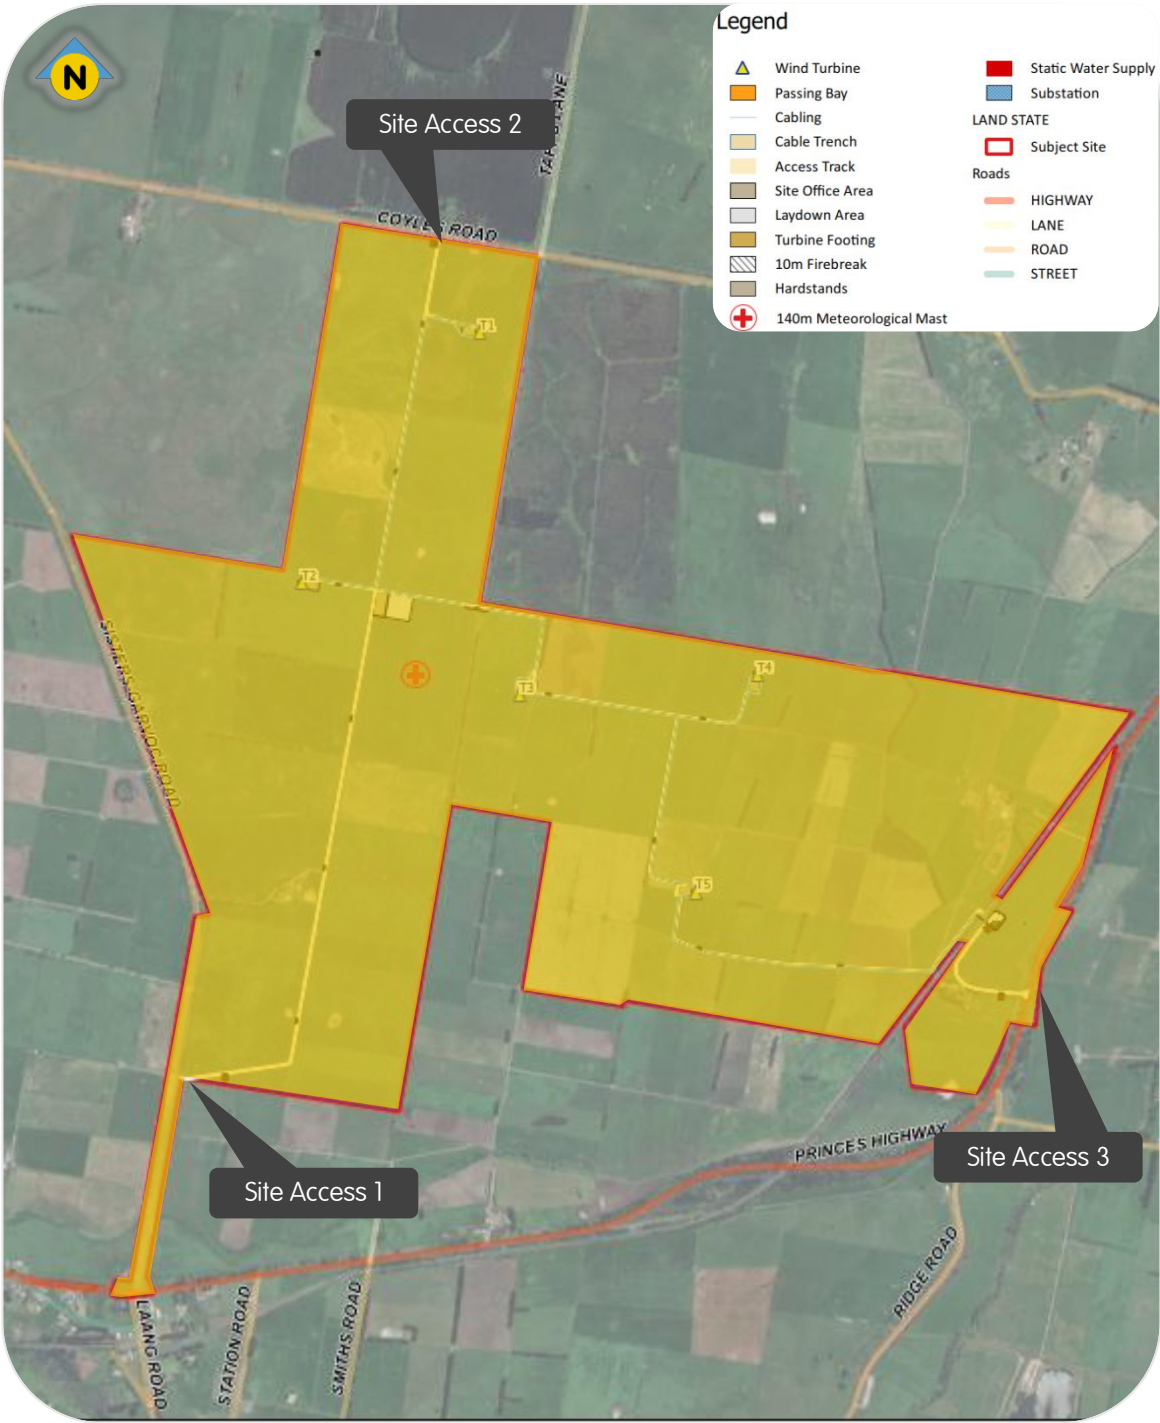 N
Legend
Wind Turbine
Passing Bay
Cabling
Cable Trench
Access Track
Site Office Area
Laydown Area
Turbine Footing
10m Firebreak
Hardstands
140m Meteorological Mast
Static Water Supply
Substation
LAND STATE
Subject Site
Roads
HIGHWAY
LANE
ROAD
STREET
Site Access 2
LANE
COYLES ROAD
T1
T2
T3
T4
SISTERS GARVOC ROAD
T5
PRINCES HIGHWAY
Site Access 3
Site Access 1
RIDGE ROAD
LAANG ROAD
STATION ROAD
SMITHS ROAD